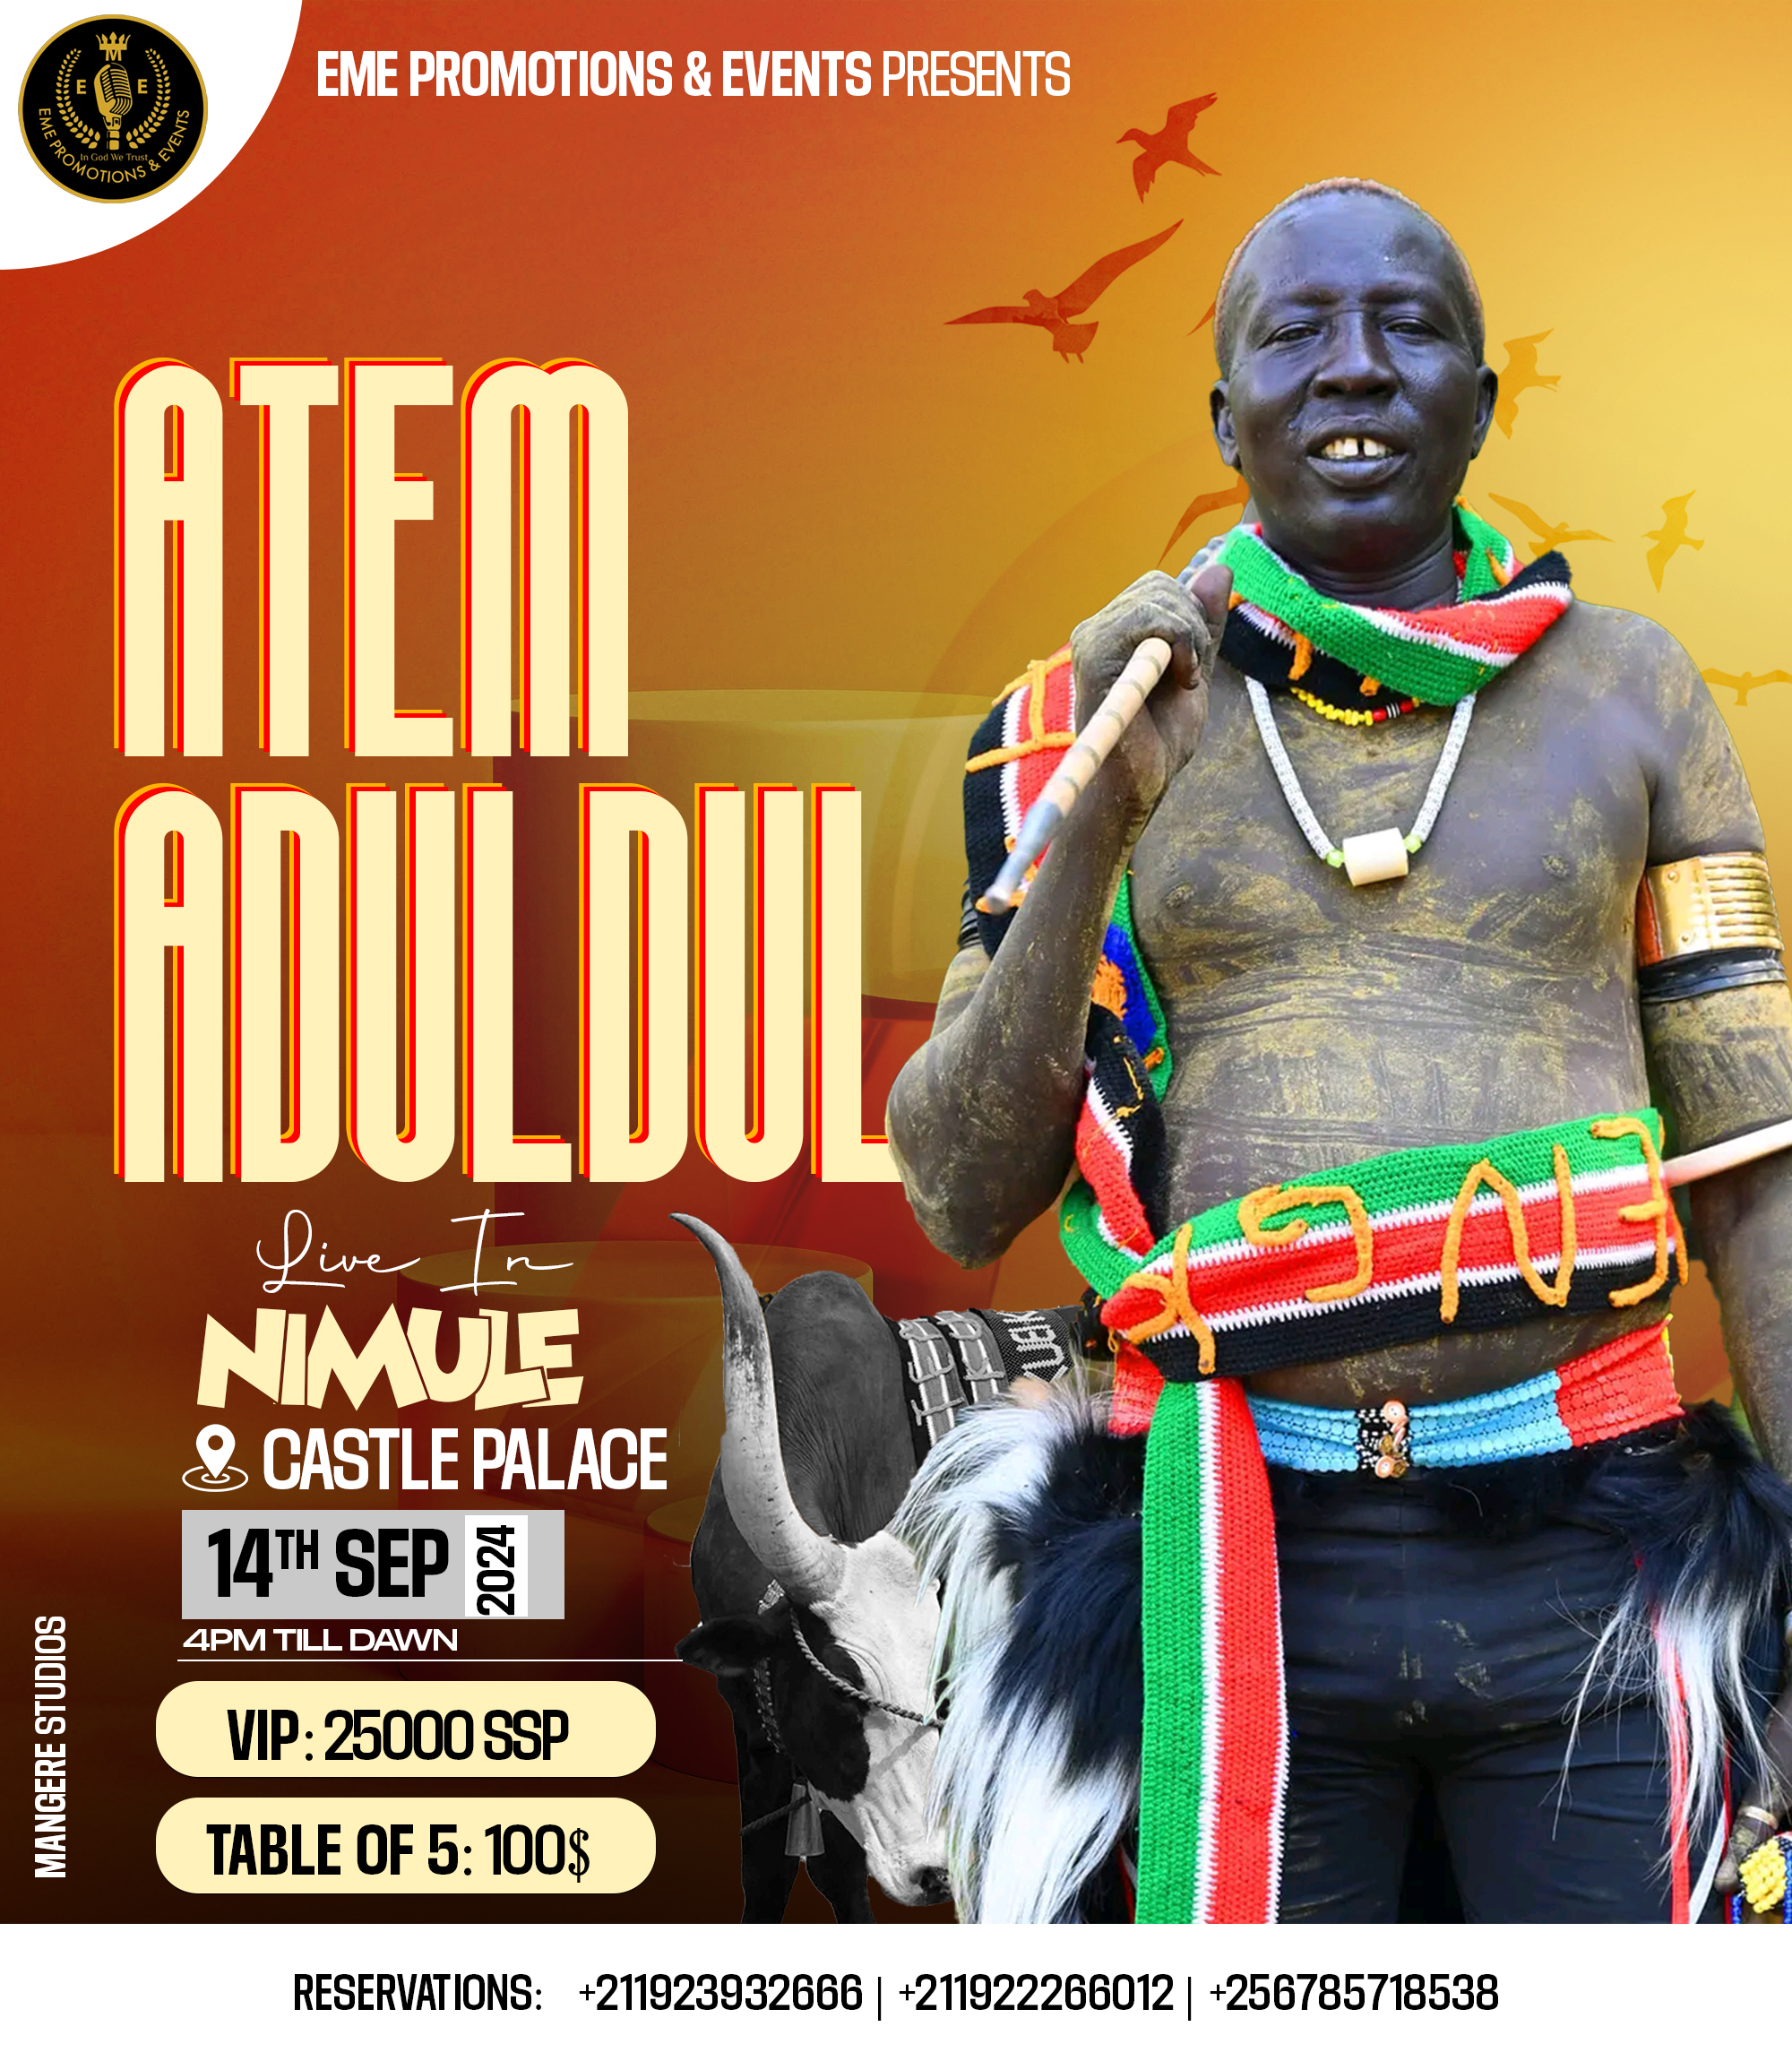 M
E E
In God We Trust
EME PROMOTIONS & EVENTS
EME PROMOTIONS & EVENTS PRESENTS
ATEM
ADULDUL
Live In
NIMULE
CASTLE PALACE
14TH SEP 2024
4PM TILL DAWN
VIP: 25000 SSP
TABLE OF 5: 100$
MANGERE STUDIOS
RESERVATIONS: +211923932666 | +211922266012 | +256785718538